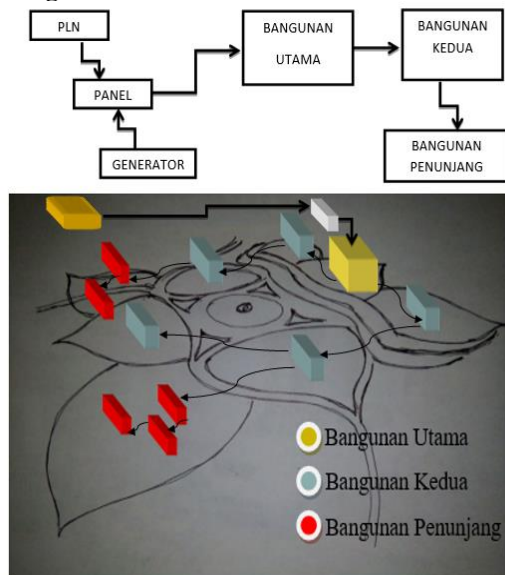 PLN
BANGUNAN
UTAMA
BANGUNAN
KEDUA
PANEL
GENERATOR
BANGUNAN
PENUNJANG
Bangunan Utama
Bangunan Kedua
Bangunan Penunjang